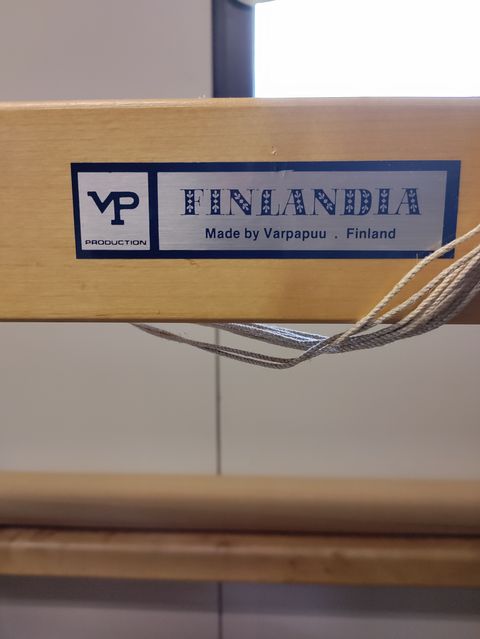 VP
PRODUCTION
FINLANDIA
Made by Varpapuu . Finland